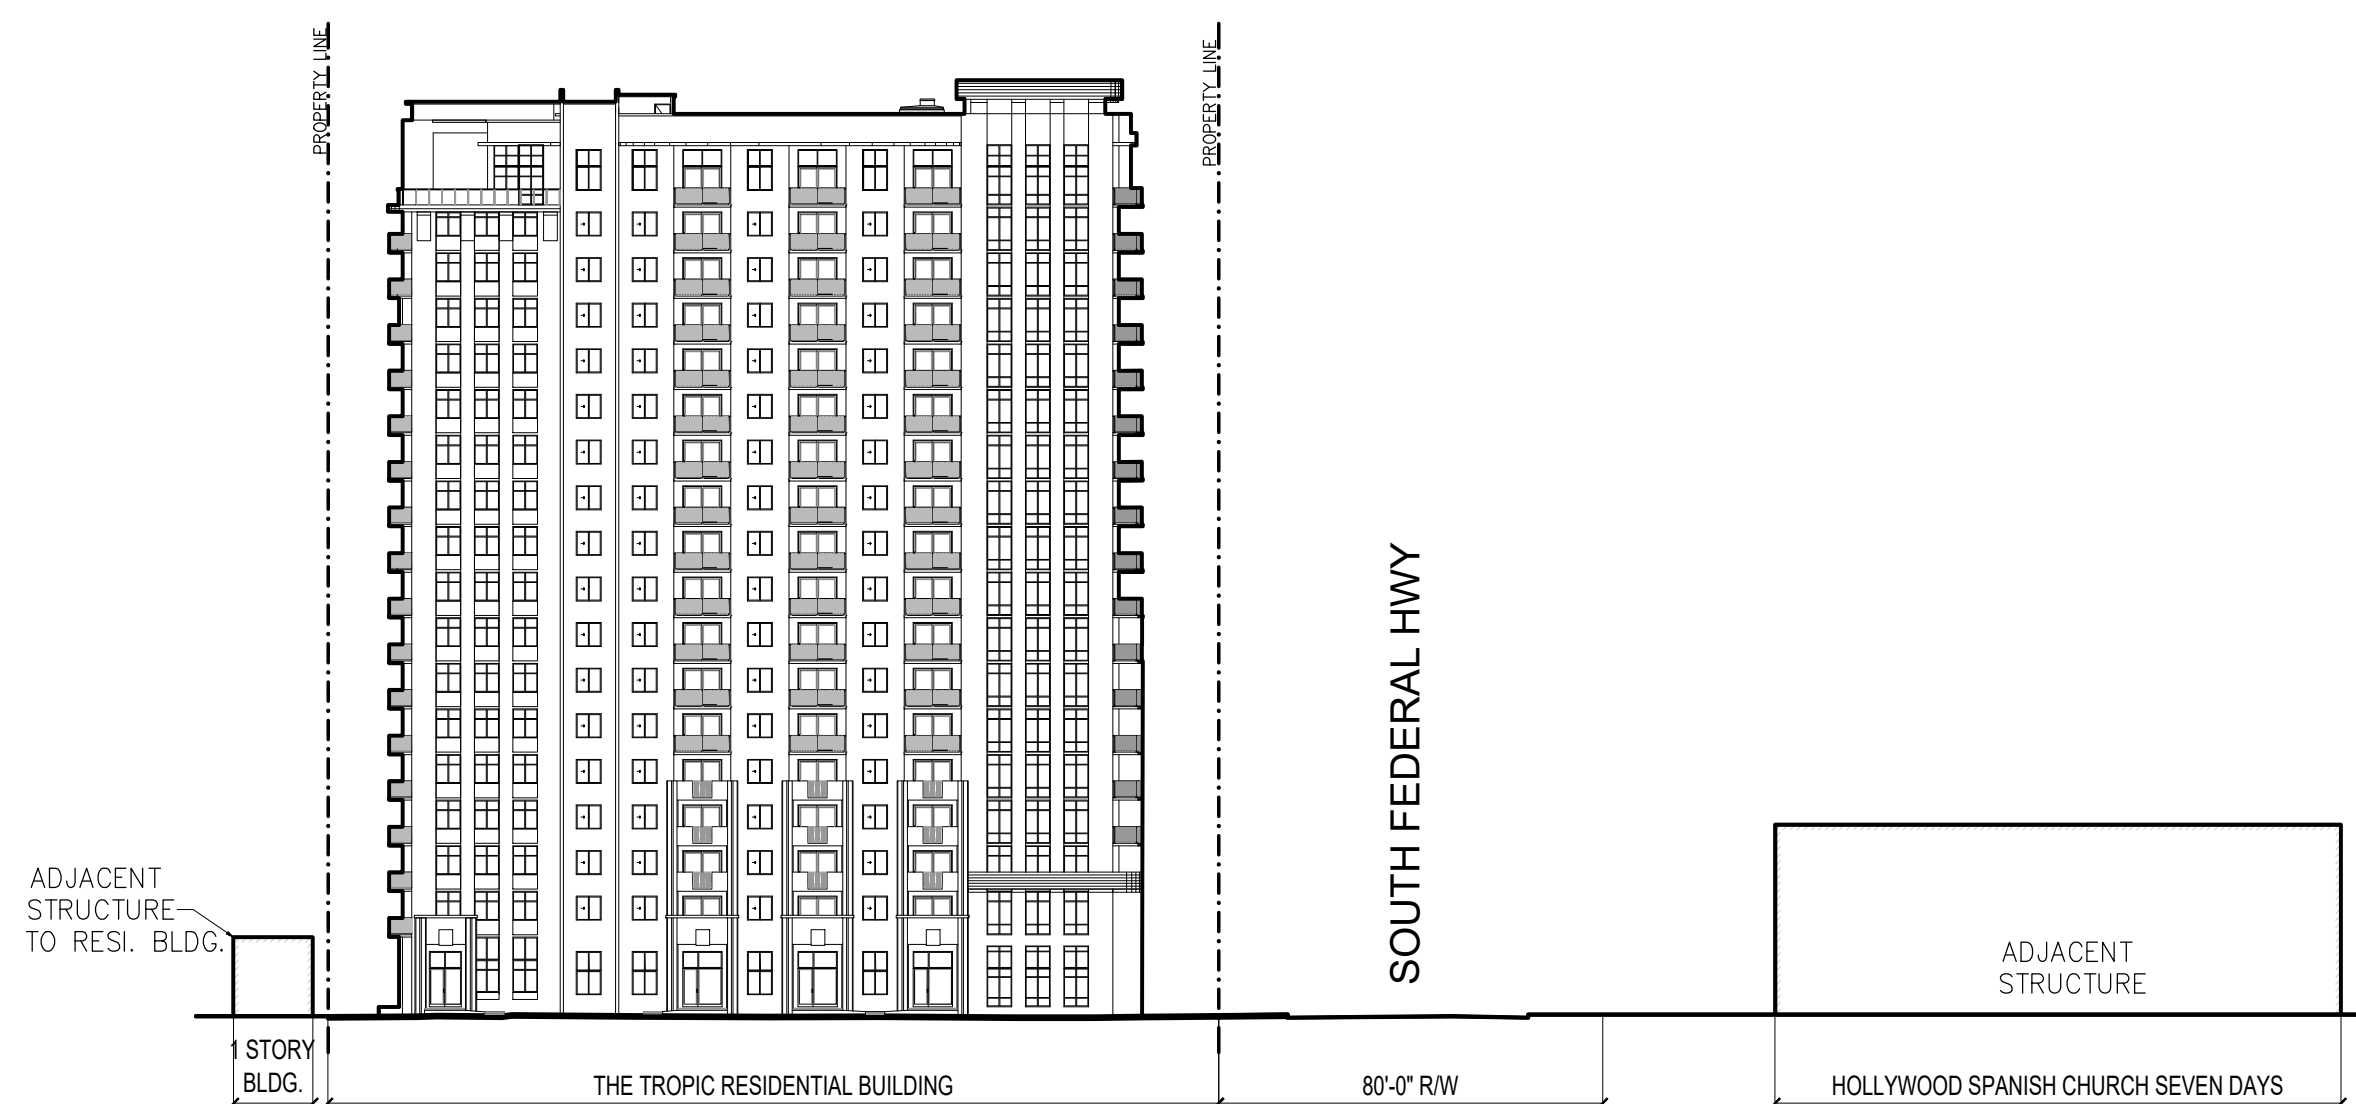 PROPERTY LINE
PROPERTY LINE
SOUTH FEDERAL HWY
ADJACENT
STRUCTURE
TO RESI. BLDG.
ADJACENT
STRUCTURE
1 STORY
BLDG.
THE TROPIC RESIDENTIAL BUILDING
80'-0" R/W
HOLLYWOOD SPANISH CHURCH SEVEN DAYS